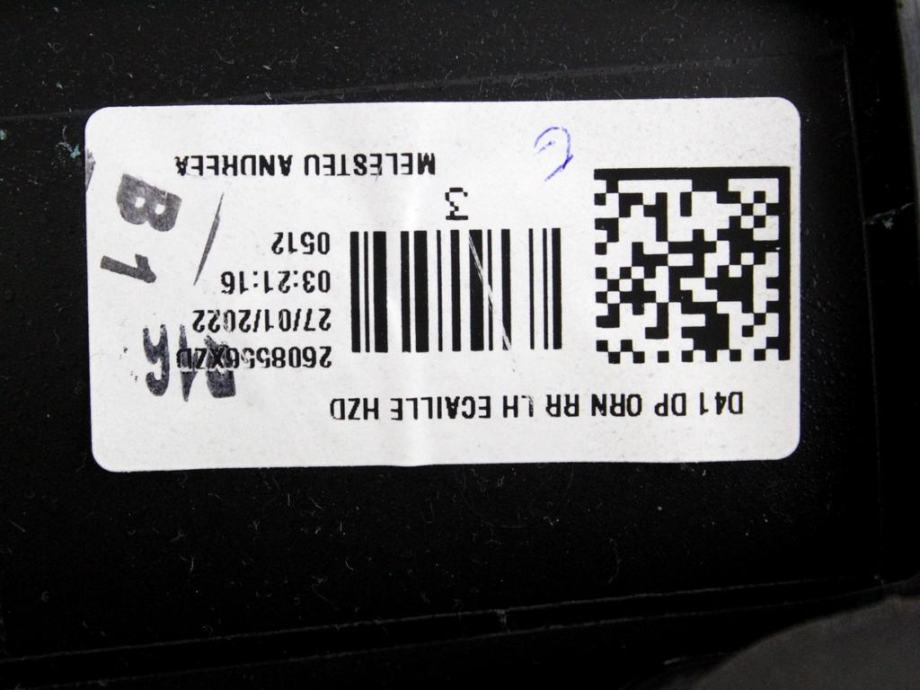 D41 DP ORN RR LH ECAILLE HZD
2608556XZD
27/01/2022
03:21:16
0512
3
MELESTEU ANDREEA
B1